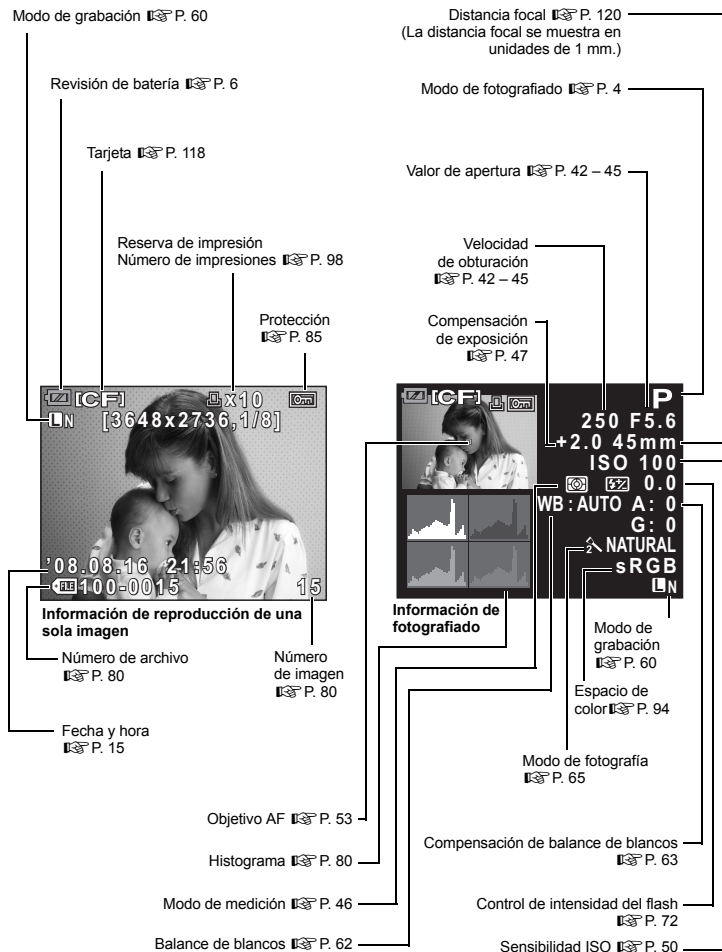 Modo de grabación ☞ P. 60
Revisión de batería ☞ P. 6
Tarjeta ☞ P. 118
Reserva de impresión
Número de impresiones ☞ P. 98
Protección
☞ P. 85
[CF] x10
LN [3648x2736,1/8]
'08.08.16 21:56
FILE 100-0015 15
Información de reproducción de una
sola imagen
Número de archivo
☞ P. 80
Número
de imagen
☞ P. 80
Fecha y hora
☞ P. 15
Distancia focal ☞ P. 120
(La distancia focal se muestra en
unidades de 1 mm.)
Modo de fotografiado ☞ P. 4
Valor de apertura ☞ P. 42 – 45
Velocidad
de obturación
☞ P. 42 – 45
Compensación
de exposición
☞ P. 47
[CF] P
250 F5.6
+2.0 45mm
ISO 100
0.0
WB : AUTO A: 0
G: 0
2 NATURAL
sRGB
LN
Información de
fotografiado
Modo de
grabación
☞ P. 60
Espacio de
color☞ P. 94
Modo de fotografía
☞ P. 65
Objetivo AF ☞ P. 53
Histograma ☞ P. 80
Modo de medición ☞ P. 46
Balance de blancos ☞ P. 62
Compensación de balance de blancos
☞ P. 63
Control de intensidad del flash
☞ P. 72
Sensibilidad ISO ☞ P. 50